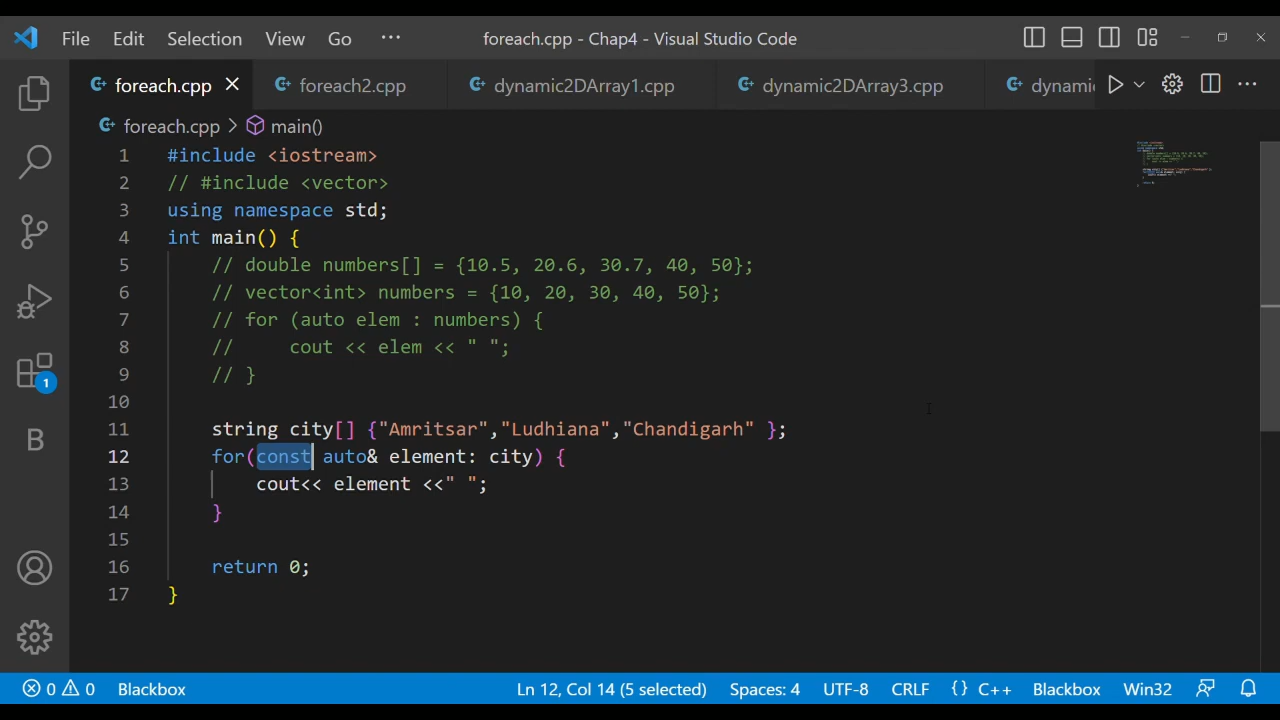 File Edit Selection View Go ··· foreach.cpp - Chap4 - Visual Studio Code
foreach.cpp foreach2.cpp dynamic2DArray1.cpp dynamic2DArray3.cpp
foreach.cpp > main()
1 #include <iostream>
2 // #include <vector>
3 using namespace std;
4 int main() {
5 // double numbers[] = {10.5, 20.6, 30.7, 40, 50};
6 // vector<int> numbers = {10, 20, 30, 40, 50};
7 // for (auto elem : numbers) {
8 // cout << elem << " ";
9 // }
10
11 string city[] {"Amritsar","Ludhiana","Chandigarh" };
12 for(const auto& element: city) {
13 cout<< element <<" ";
14 }
15
16 return 0;
17 }
1
B
0 0 Blackbox Ln 12, Col 14 (5 selected) Spaces: 4 UTF-8 CRLF {} C++ Blackbox Win32